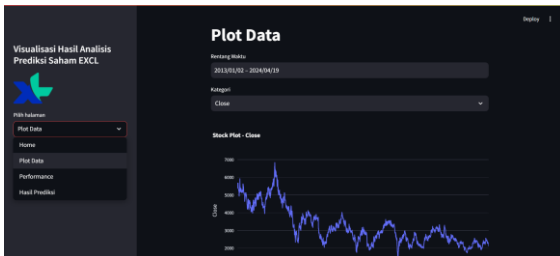 Deploy
Visualisasi Hasil Analisis
Prediksi Saham EXCL
Pilih halaman
Plot Data
Home
Plot Data
Performance
Hasil Prediksi
Plot Data
Rentang Waktu
2013/01/02 – 2024/04/19
Kategori
Close
Stock Plot - Close
7000
6000
5000
4000
3000
2000
Close